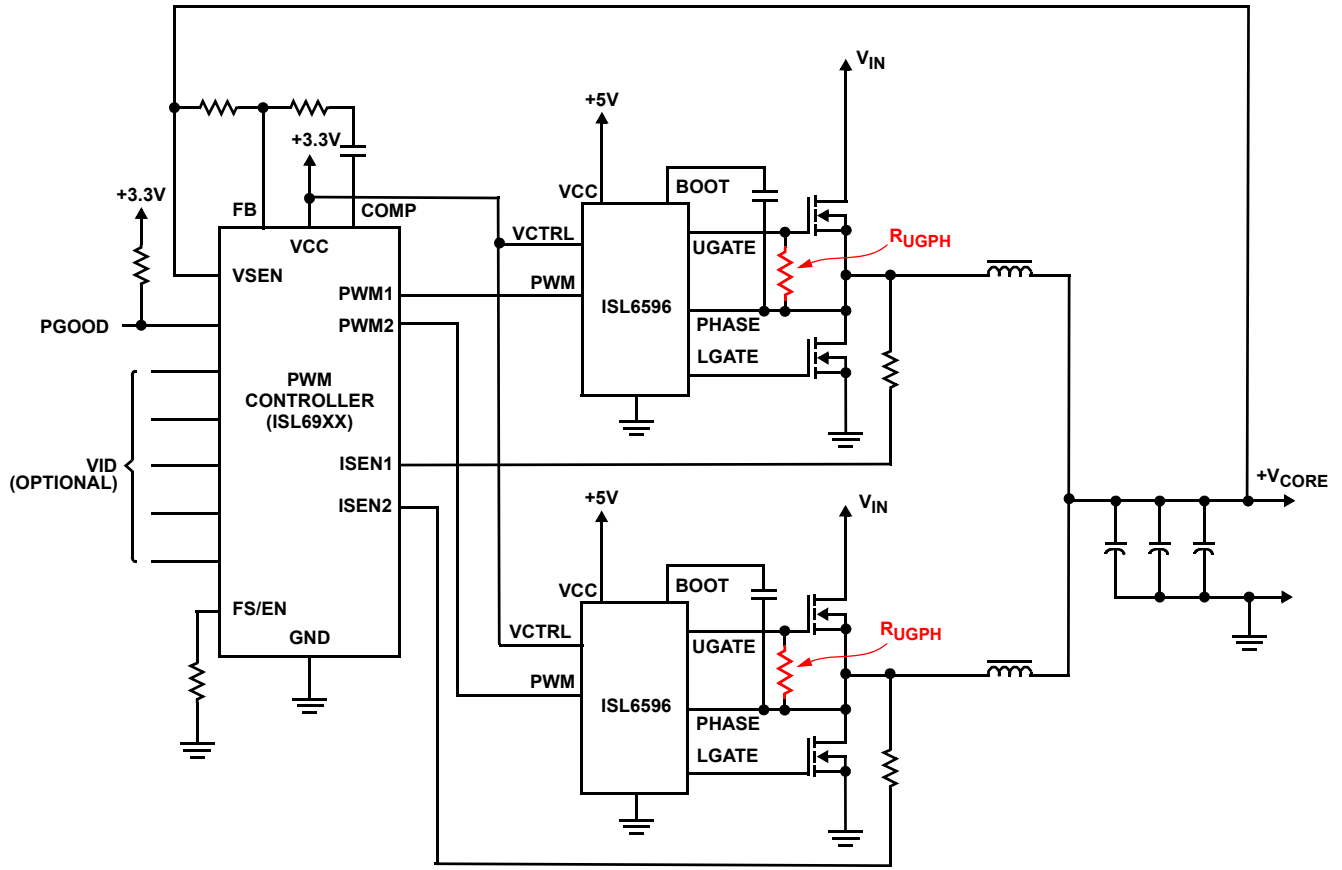 VIN
+5V
+3.3V
BOOT
+3.3V
VCC
FB
COMP
VCC
VCTRL
UGATE
RUGPH
VSEN
PWM1
PWM
ISL6596
PGOOD
PWM2
PHASE
LGATE
PWM
CONTROLLER
(ISL69XX)
VID
(OPTIONAL)
ISEN1
ISEN2
+VCORE
+5V
VIN
BOOT
VCC
FS/EN
GND
VCTRL
UGATE
RUGPH
PWM
ISL6596
PHASE
LGATE